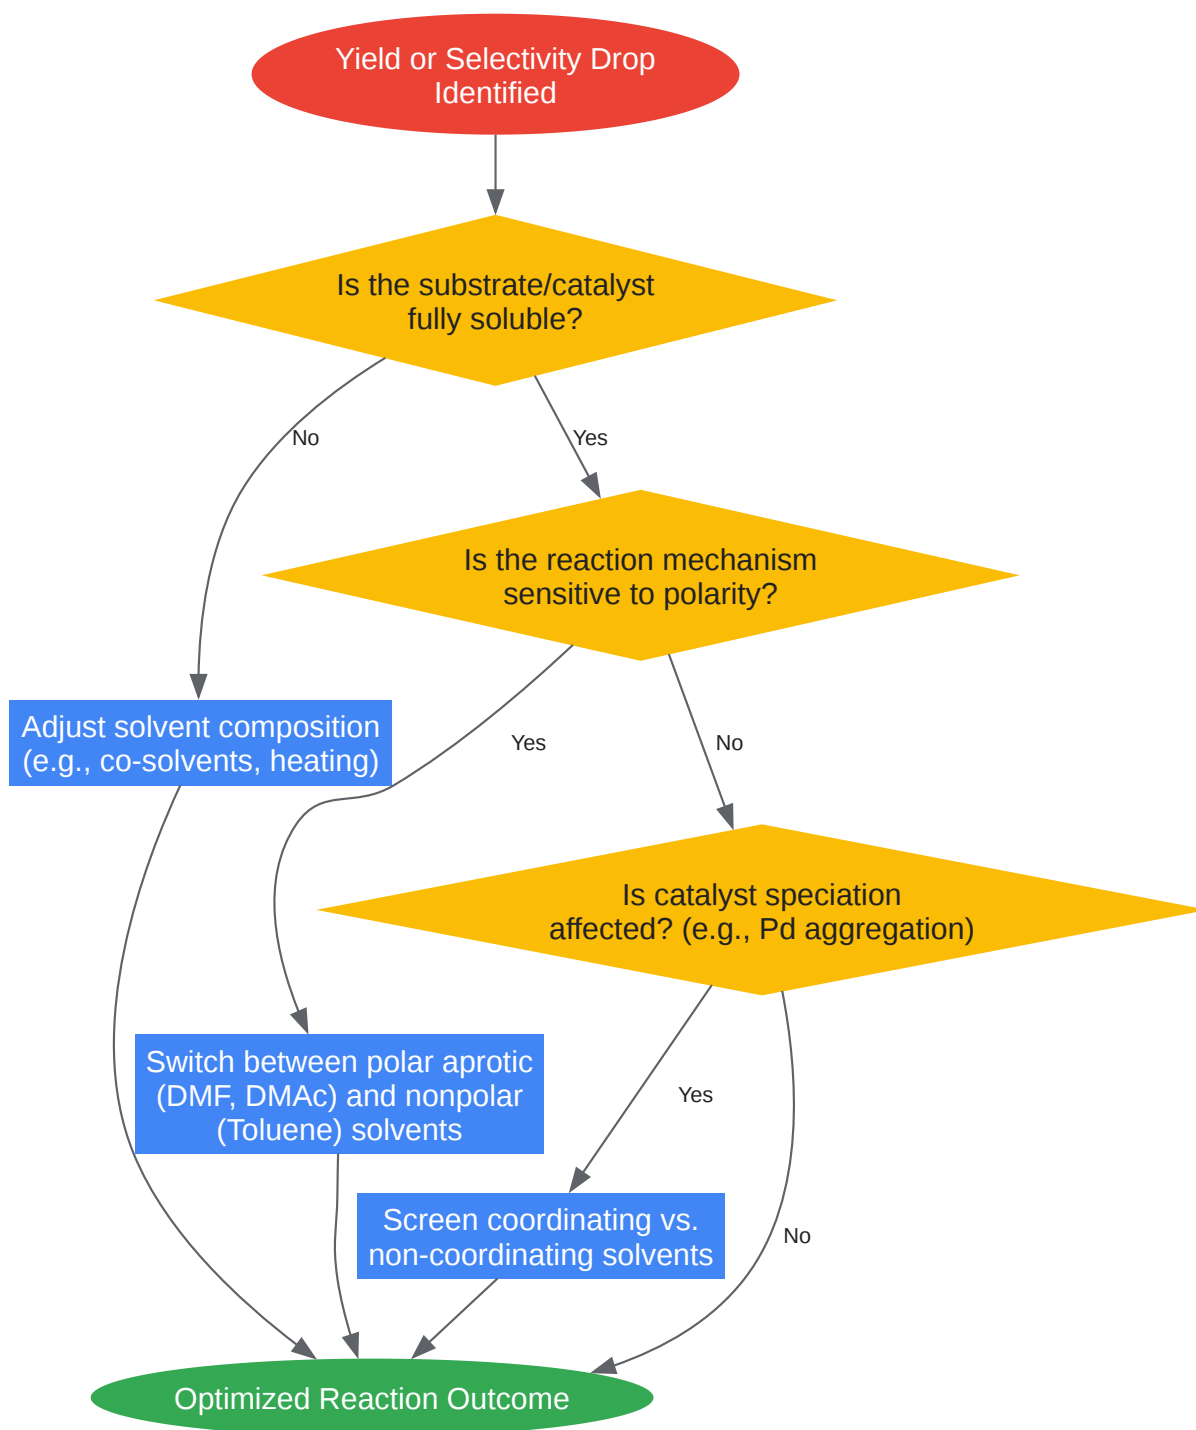 Yield or Selectivity Drop
Identified
Is the substrate/catalyst
fully soluble?
No
Yes
Is the reaction mechanism
sensitive to polarity?
Adjust solvent composition
(e.g., co-solvents, heating)
Yes
No
Is catalyst speciation
affected? (e.g., Pd aggregation)
Switch between polar aprotic
(DMF, DMAc) and nonpolar
(Toluene) solvents
Yes
Screen coordinating vs.
non-coordinating solvents
No
Optimized Reaction Outcome